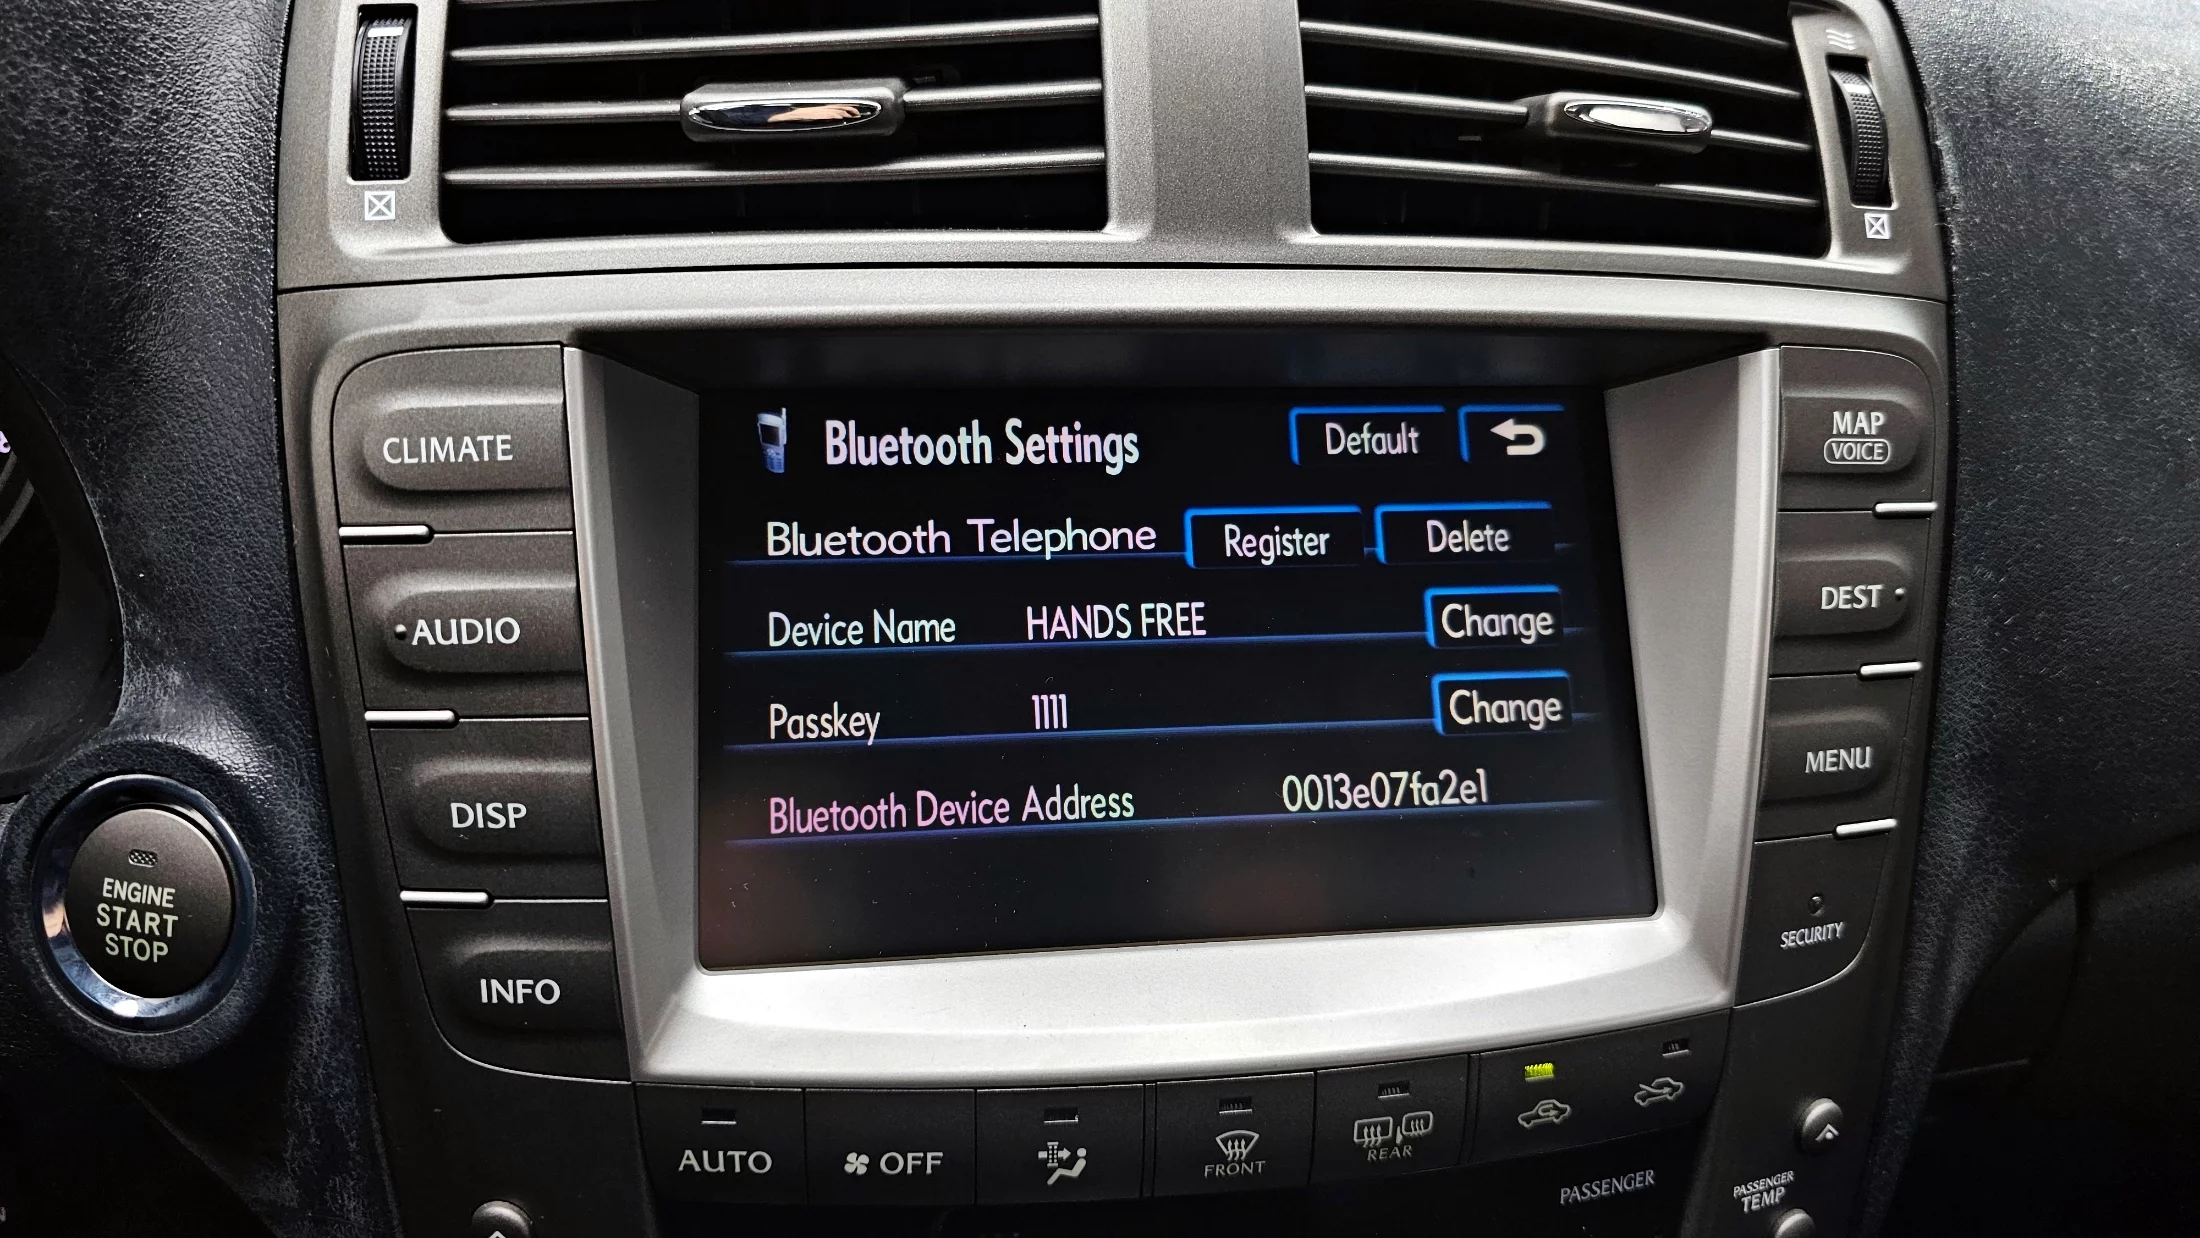 Bluetooth Settings
Default
Bluetooth Telephone
Register
Delete
Device Name
HANDS FREE
Change
Passkey
1111
Change
Bluetooth Device Address
0013e07fa2e1
CLIMATE
AUDIO
DISP
INFO
MAP
VOICE
DEST
MENU
SECURITY
ENGINE
START
STOP
AUTO
OFF
FRONT
REAR
PASSENGER
PASSENGER
TEMP